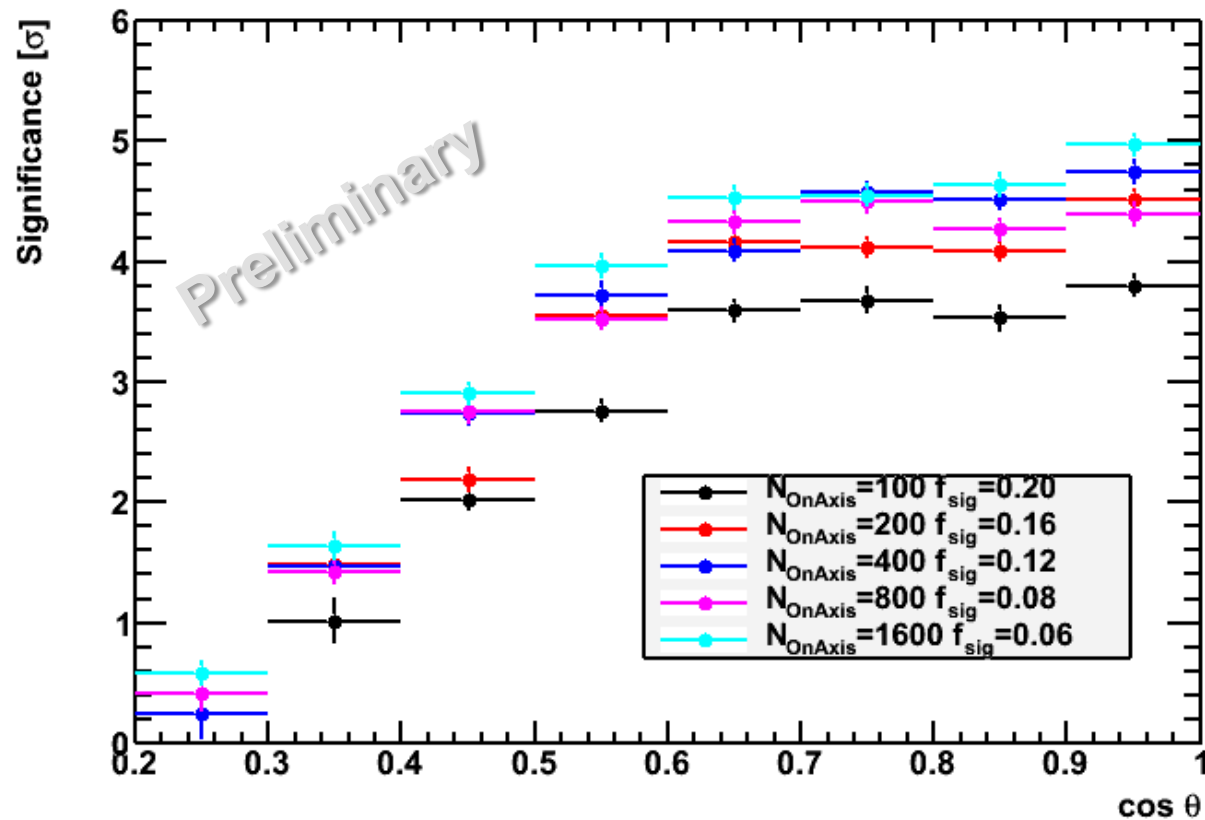 Significance [σ]
6
5
4
3
2
1
0
Preliminary
N_OnAxis=100 f_sig=0.20
N_OnAxis=200 f_sig=0.16
N_OnAxis=400 f_sig=0.12
N_OnAxis=800 f_sig=0.08
N_OnAxis=1600 f_sig=0.06
0.2 0.3 0.4 0.5 0.6 0.7 0.8 0.9 1
cos θ